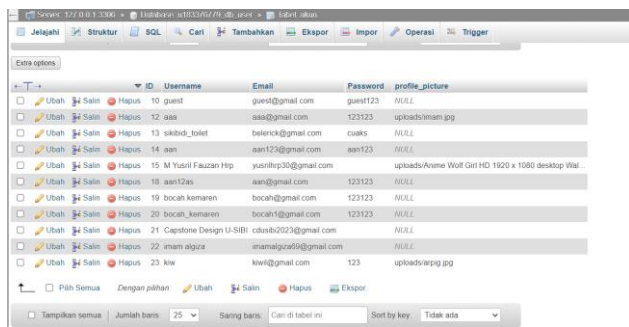 Server: 127.0.0.1:3306 » Database: u183376779_db_user » Tabel: akun
Jelajahi Struktur SQL Cari Tambahkan Ekspor Impor Operasi Trigger
Extra options
ID Username Email Password profile_picture
Ubah Salin Hapus 10 guest guest@gmail.com guest123 NULL
Ubah Salin Hapus 12 aaa aaa@gmail.com 123123 uploads/imam.jpg
Ubah Salin Hapus 13 sikibidi_toilet belerick@gmail.com cuaks NULL
Ubah Salin Hapus 14 aan aan123@gmail.com aan123 NULL
Ubah Salin Hapus 15 M Yusril Fauzan Hrp yusrilhrp30@gmail.com uploads/Anime Wolf Girl HD 1920 x 1080 desktop Wal...
Ubah Salin Hapus 18 aan12as aan@gmail.com 123123 NULL
Ubah Salin Hapus 19 bocah.kemaren bocah@gmail.com 123123 NULL
Ubah Salin Hapus 20 bocah_kemaren bocah1@gmail.com 123123 NULL
Ubah Salin Hapus 21 Capstone Design U-SIBI cdusibi2023@gmail.com NULL
Ubah Salin Hapus 22 imam algiza imamalgiza69@gmail.com NULL
Ubah Salin Hapus 23 kiw kiwil@gmail.com 123 uploads/arpig.jpg
Pilih Semua Dengan pilihan: Ubah Salin Hapus Ekspor
Tampilkan semua Jumlah baris: 25 Saring baris: Cari di tabel ini Sort by key: Tidak ada